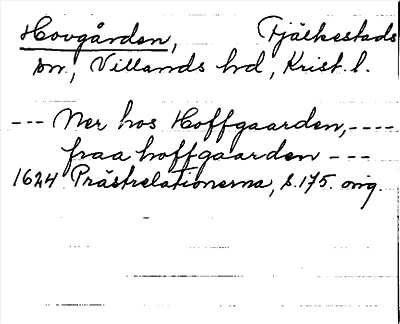 Hovgården, Fjälkestads
sn., Villands hd, Krist. l.
--- Ner hos Hoffgaarden, ----
fraa hoffgaarden ---
1624 Prästrelationerna, s. 175. orig.